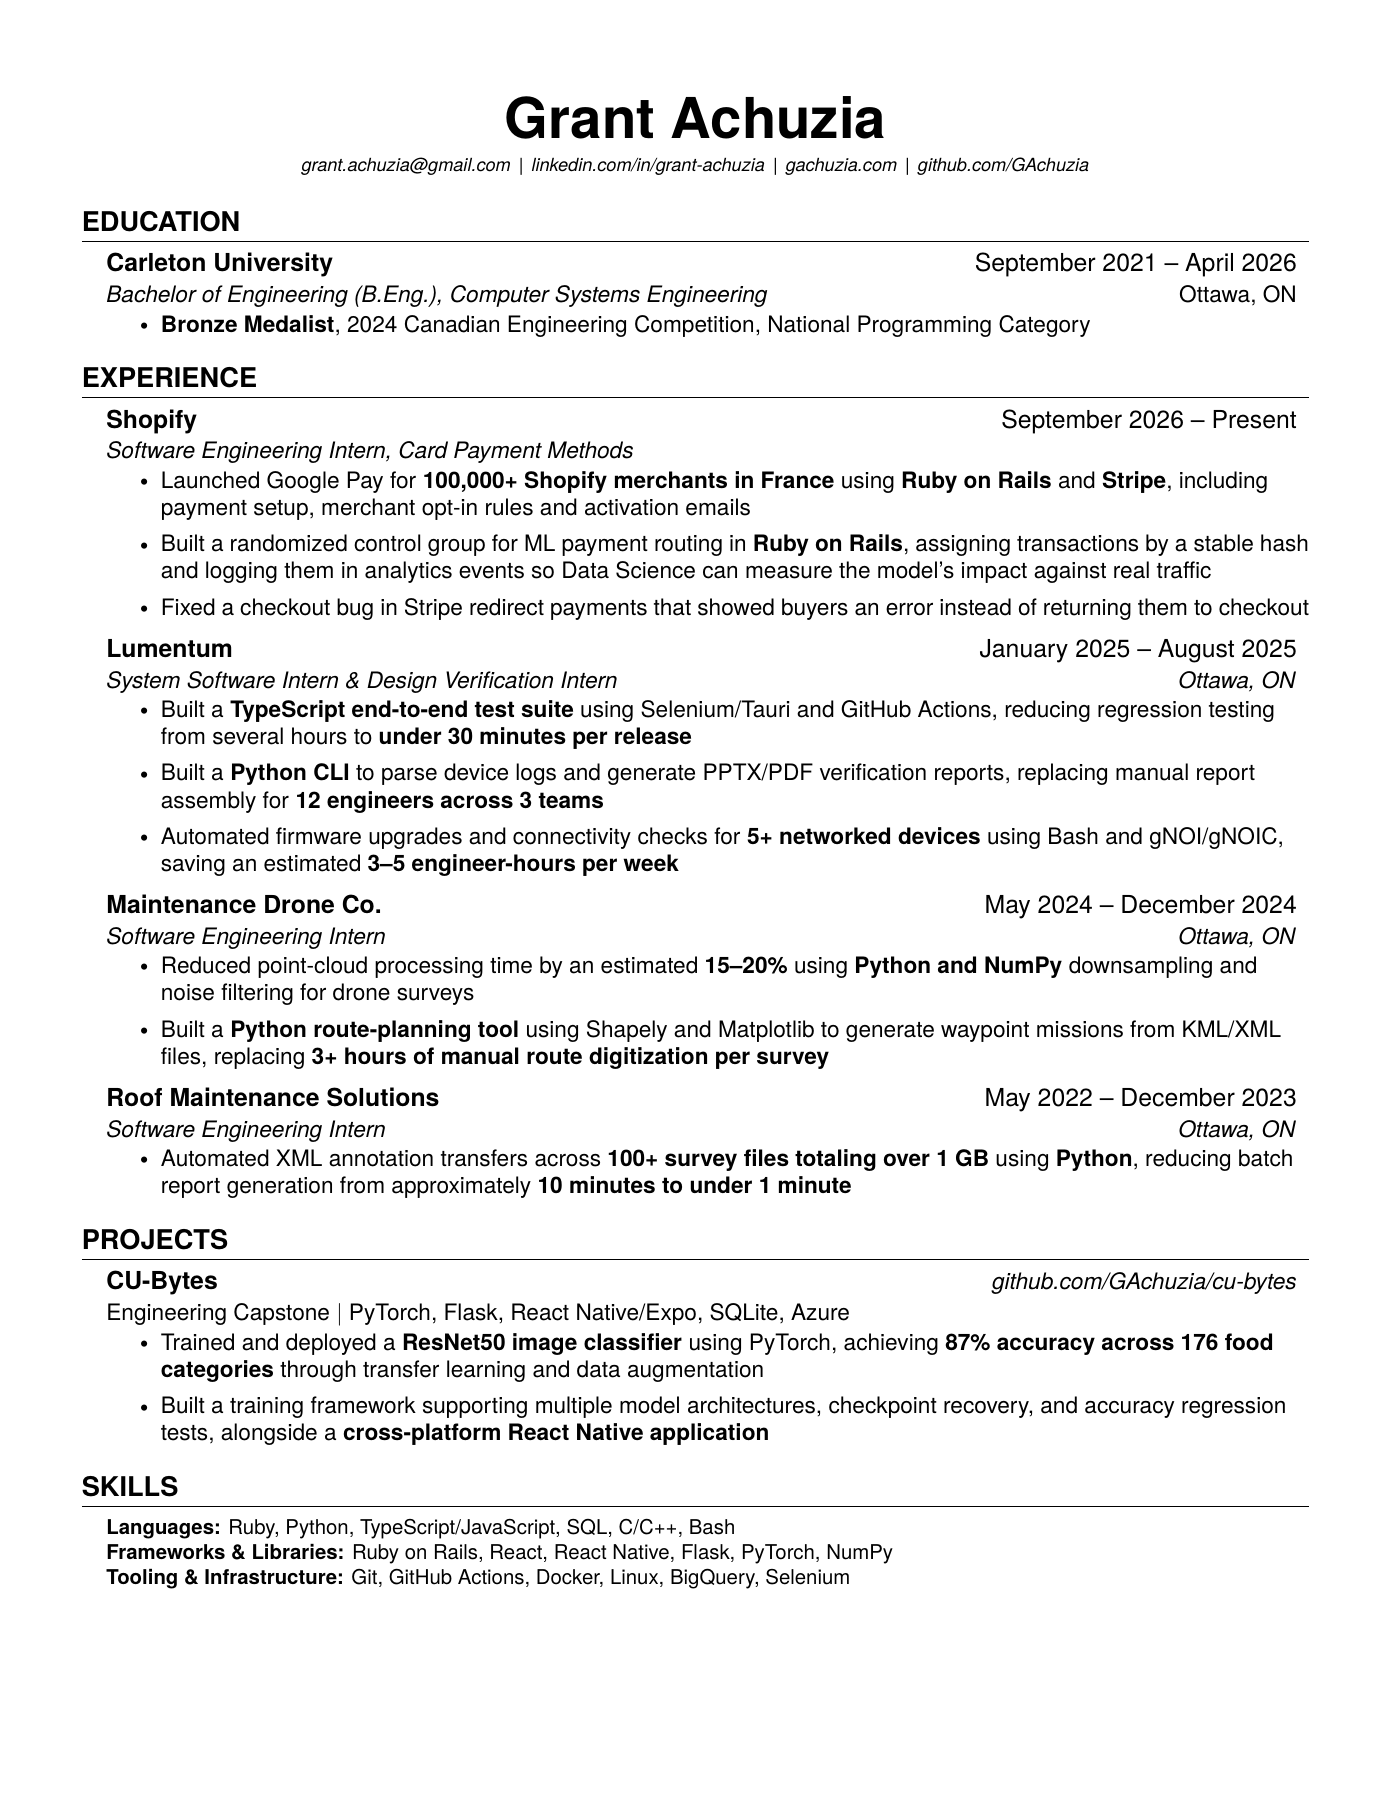 Grant Achuzia
grant.achuzia@gmail.com | linkedin.com/in/grant-achuzia | gachuzia.com | github.com/GAchuzia
EDUCATION
Carleton University September 2021 – April 2026
Bachelor of Engineering (B.Eng.), Computer Systems Engineering Ottawa, ON
• Bronze Medalist, 2024 Canadian Engineering Competition, National Programming Category
EXPERIENCE
Shopify September 2026 – Present
Software Engineering Intern, Card Payment Methods
• Launched Google Pay for 100,000+ Shopify merchants in France using Ruby on Rails and Stripe, including
payment setup, merchant opt-in rules and activation emails
• Built a randomized control group for ML payment routing in Ruby on Rails, assigning transactions by a stable hash
and logging them in analytics events so Data Science can measure the model's impact against real traffic
• Fixed a checkout bug in Stripe redirect payments that showed buyers an error instead of returning them to checkout
Lumentum January 2025 – August 2025
System Software Intern & Design Verification Intern Ottawa, ON
• Built a TypeScript end-to-end test suite using Selenium/Tauri and GitHub Actions, reducing regression testing
from several hours to under 30 minutes per release
• Built a Python CLI to parse device logs and generate PPTX/PDF verification reports, replacing manual report
assembly for 12 engineers across 3 teams
• Automated firmware upgrades and connectivity checks for 5+ networked devices using Bash and gNOI/gNOIC,
saving an estimated 3–5 engineer-hours per week
Maintenance Drone Co. May 2024 – December 2024
Software Engineering Intern Ottawa, ON
• Reduced point-cloud processing time by an estimated 15–20% using Python and NumPy downsampling and
noise filtering for drone surveys
• Built a Python route-planning tool using Shapely and Matplotlib to generate waypoint missions from KML/XML
files, replacing 3+ hours of manual route digitization per survey
Roof Maintenance Solutions May 2022 – December 2023
Software Engineering Intern Ottawa, ON
• Automated XML annotation transfers across 100+ survey files totaling over 1 GB using Python, reducing batch
report generation from approximately 10 minutes to under 1 minute
PROJECTS
CU-Bytes github.com/GAchuzia/cu-bytes
Engineering Capstone | PyTorch, Flask, React Native/Expo, SQLite, Azure
• Trained and deployed a ResNet50 image classifier using PyTorch, achieving 87% accuracy across 176 food
categories through transfer learning and data augmentation
• Built a training framework supporting multiple model architectures, checkpoint recovery, and accuracy regression
tests, alongside a cross-platform React Native application
SKILLS
Languages: Ruby, Python, TypeScript/JavaScript, SQL, C/C++, Bash
Frameworks & Libraries: Ruby on Rails, React, React Native, Flask, PyTorch, NumPy
Tooling & Infrastructure: Git, GitHub Actions, Docker, Linux, BigQuery, Selenium